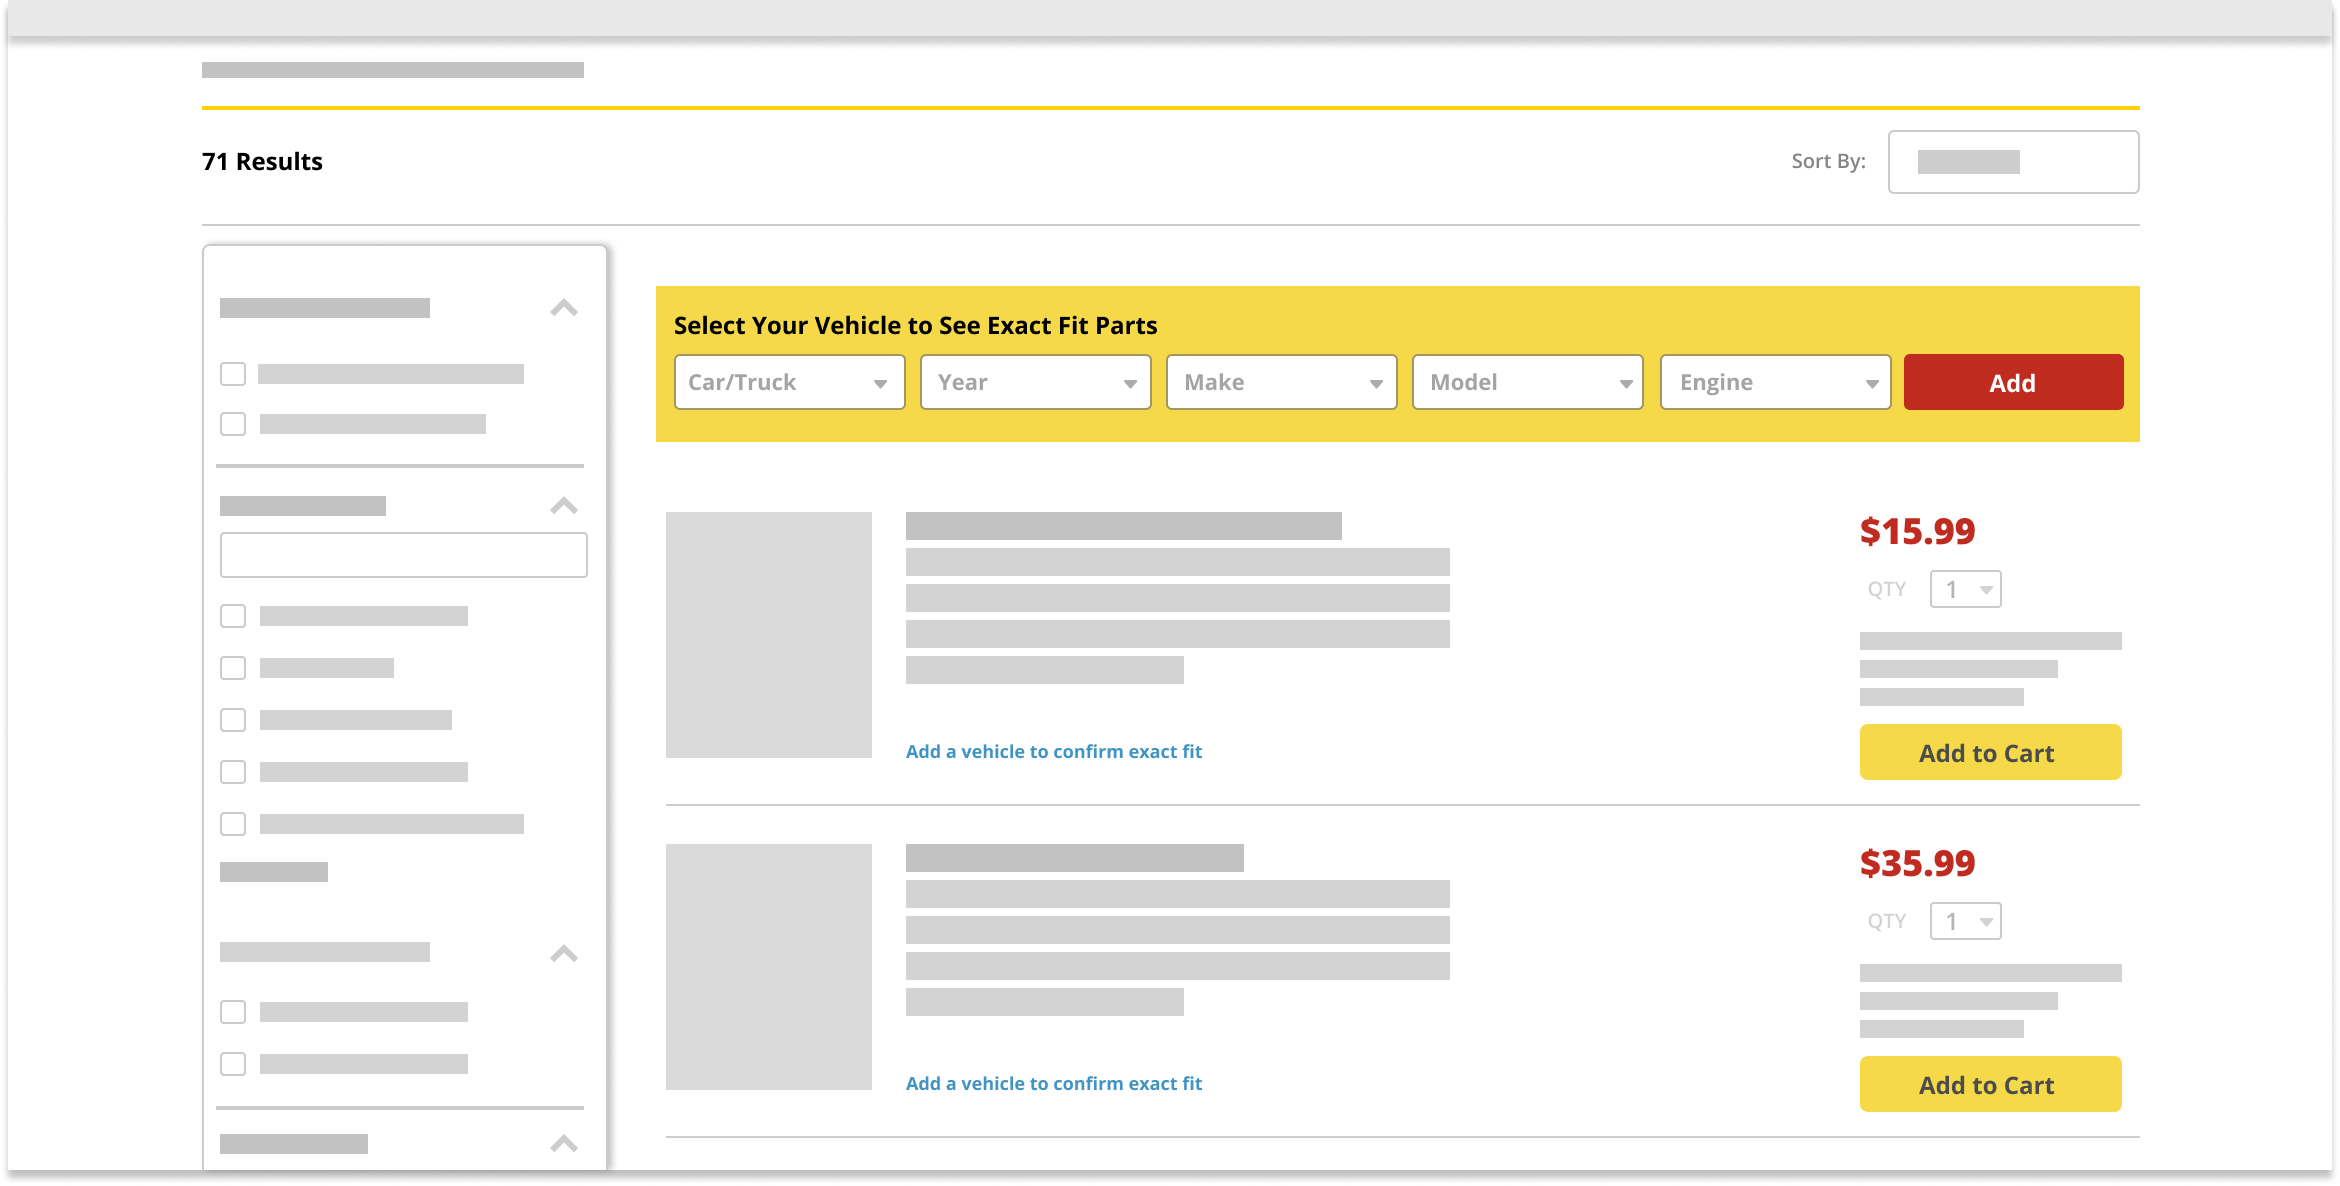 71 Results
Sort By:
Select Your Vehicle to See Exact Fit Parts
Car/Truck Year Make Model Engine Add
$15.99
QTY 1
Add a vehicle to confirm exact fit
Add to Cart
$35.99
QTY 1
Add a vehicle to confirm exact fit
Add to Cart